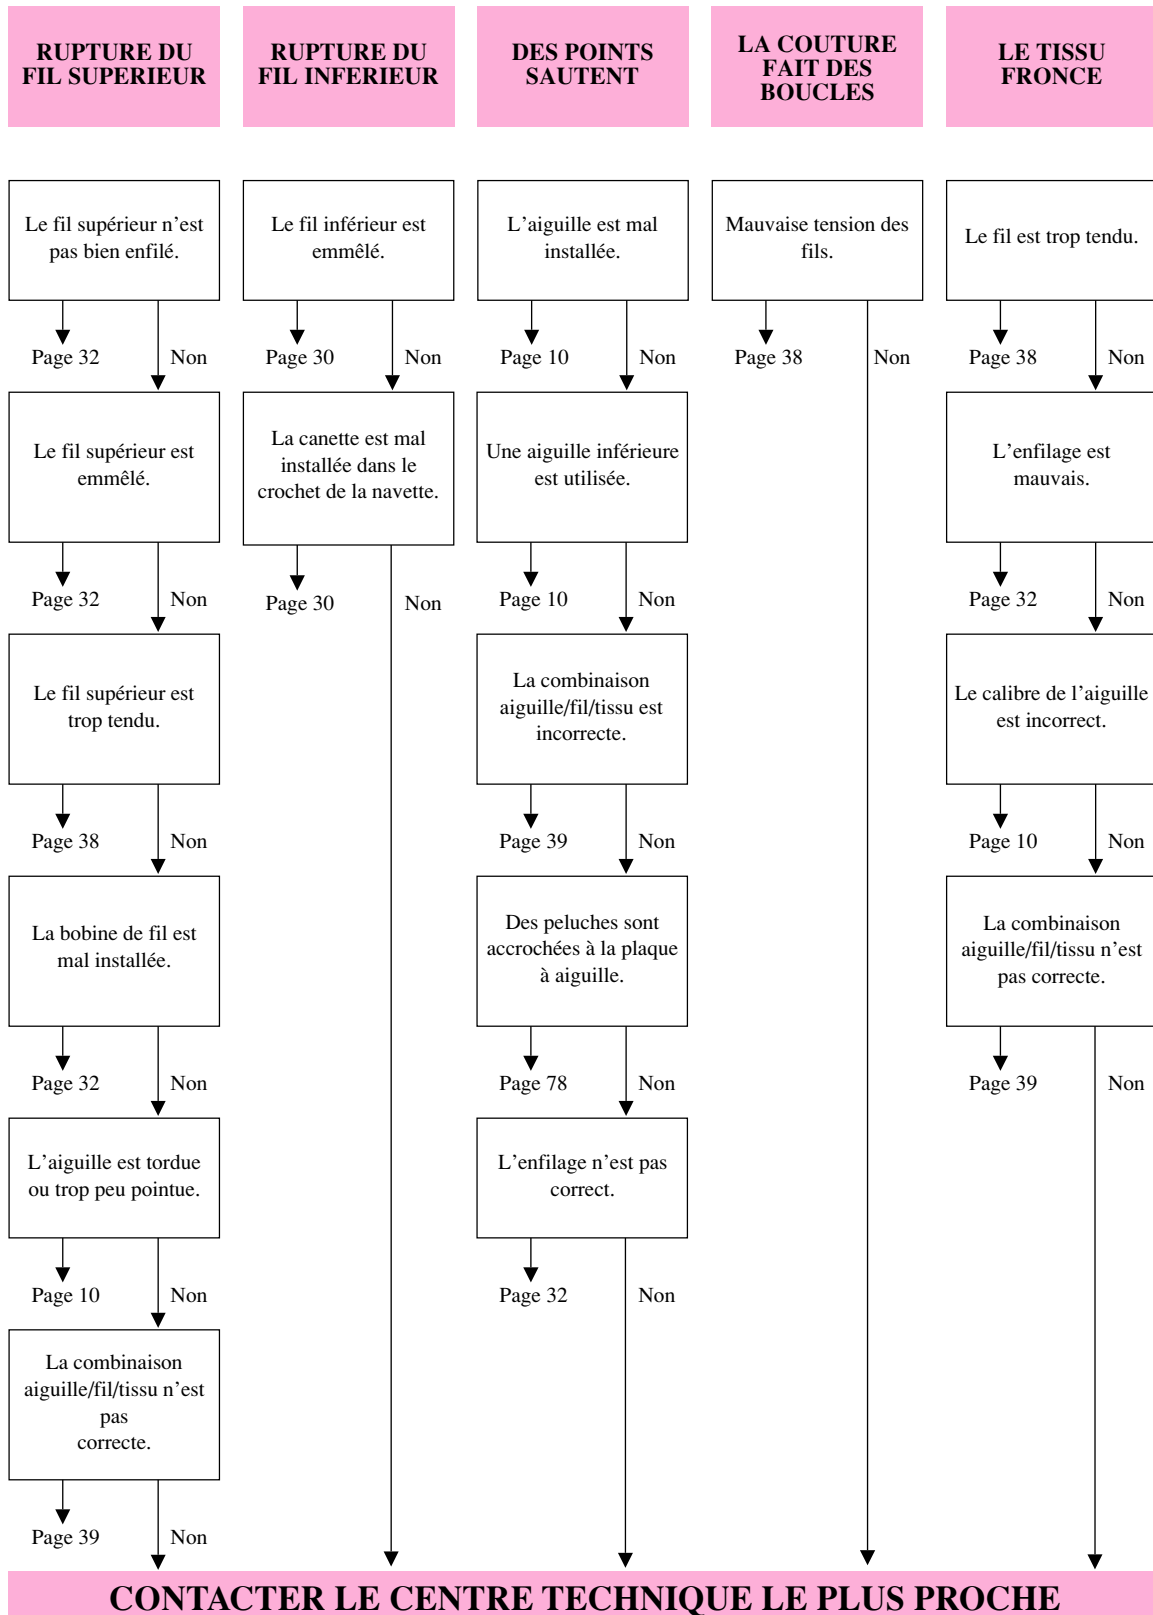 RUPTURE DU
FIL SUPERIEUR
Le fil supérieur n’est
pas bien enfilé.
Page 32
Non
Le fil supérieur est
emmêlé.
Page 32
Non
Le fil supérieur est
trop tendu.
Page 38
Non
La bobine de fil est
mal installée.
Page 32
Non
L’aiguille est tordue
ou trop peu pointue.
Page 10
Non
La combinaison
aiguille/fil/tissu n’est
pas
correcte.
Page 39
Non
RUPTURE DU
FIL INFERIEUR
Le fil inférieur est
emmêlé.
Page 30
Non
La canette est mal
installée dans le
crochet de la navette.
Page 30
Non
DES POINTS
SAUTENT
L’aiguille est mal
installée.
Page 10
Non
Une aiguille inférieure
est utilisée.
Page 10
Non
La combinaison
aiguille/fil/tissu est
incorrecte.
Page 39
Non
Des peluches sont
accrochées à la plaque
à aiguille.
Page 78
Non
L’enfilage n’est pas
correct.
Page 32
Non
LA COUTURE
FAIT DES
BOUCLES
Mauvaise tension des
fils.
Page 38
Non
LE TISSU
FRONCE
Le fil est trop tendu.
Page 38
Non
L’enfilage est
mauvais.
Page 32
Non
Le calibre de l’aiguille
est incorrect.
Page 10
Non
La combinaison
aiguille/fil/tissu n’est
pas correcte.
Page 39
Non
CONTACTER LE CENTRE TECHNIQUE LE PLUS PROCHE